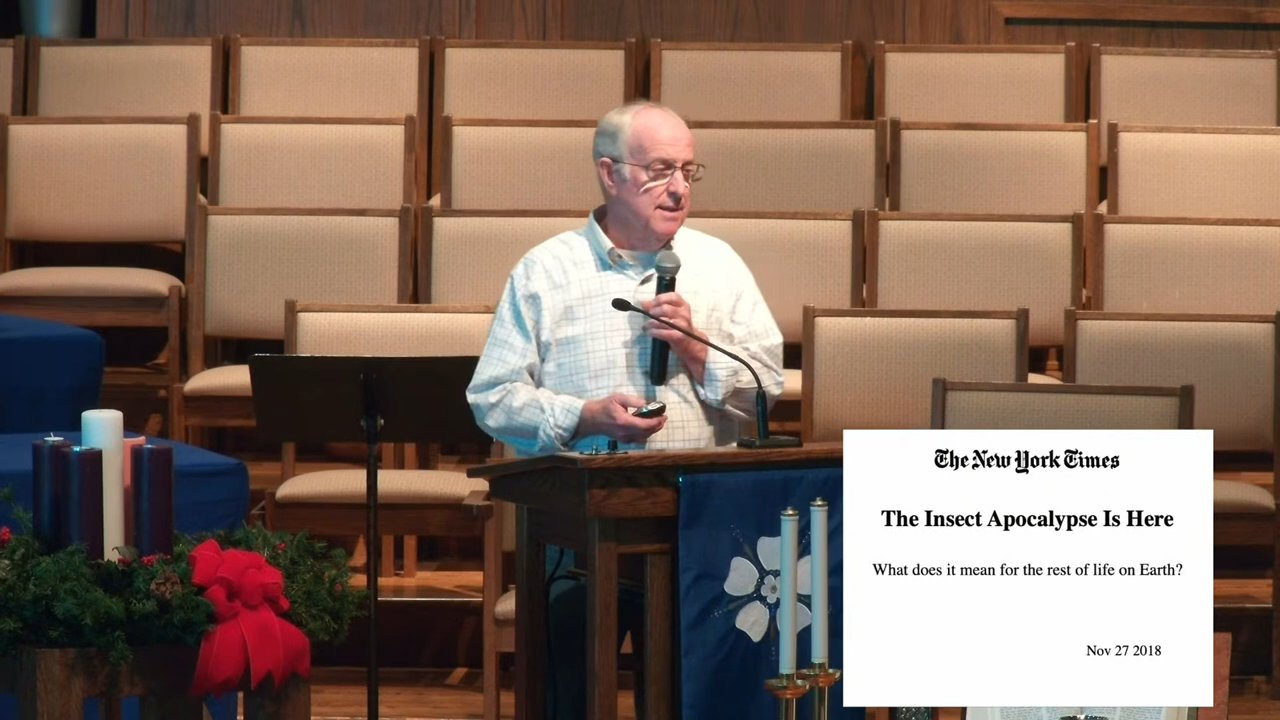 The New York Times
The Insect Apocalypse Is Here
What does it mean for the rest of life on Earth?
Nov 27 2018